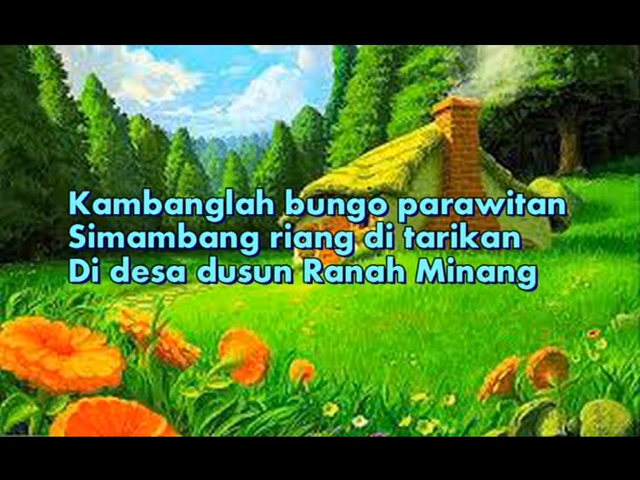 Kambanglah bungo parawitan
Simambang riang di tarikan
Di desa dusun Ranah Minang